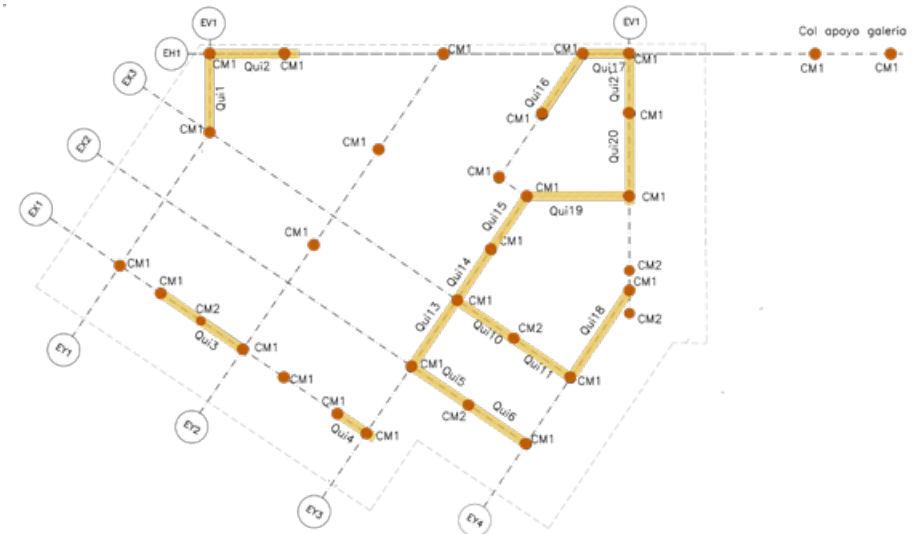 EV1
EV1
Col apoyo galería
EH1
CM1
Qui2
CM1
CM1
CM1
Qui17
CM1
CM1
CM1
EX3
Qui1
Qui16
Qui2
CM1
CM1
CM1
EX2
CM1
Qui20
CM1
CM1
EX1
Qui15
Qui19
CM1
CM1
CM1
CM1
Qui14
CM2
CM1
CM1
CM1
CM2
CM2
Qui13
Qui10
CM2
Qui18
Qui3
CM1
EY1
CM1
Qui5
Qui11
CM1
CM1
Qui6
CM1
CM2
EY2
Qui4
CM1
CM1
EY3
EY4